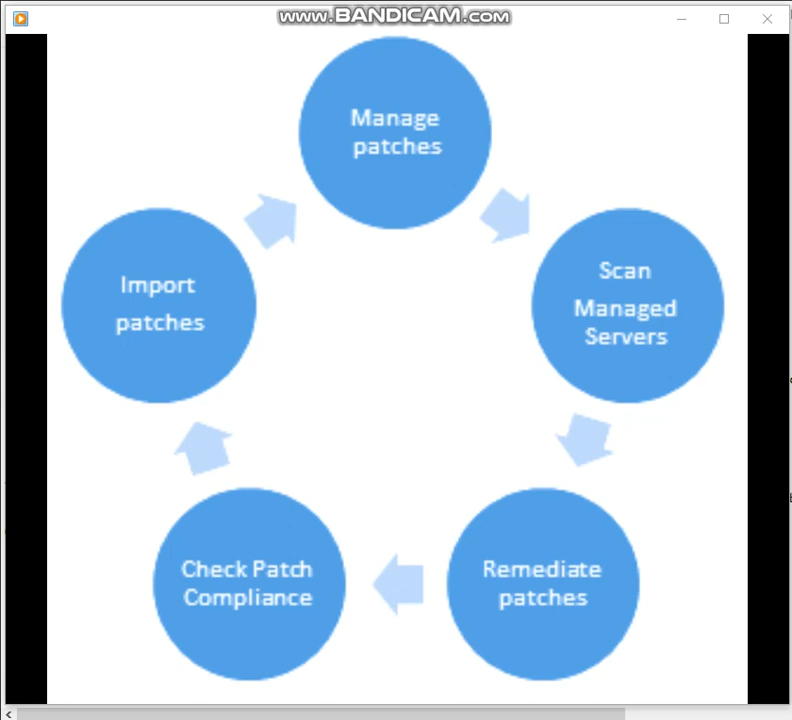 www.BANDICAM.com
Manage
patches
Scan
Managed
Servers
Import
patches
Check Patch
Compliance
Remediate
patches